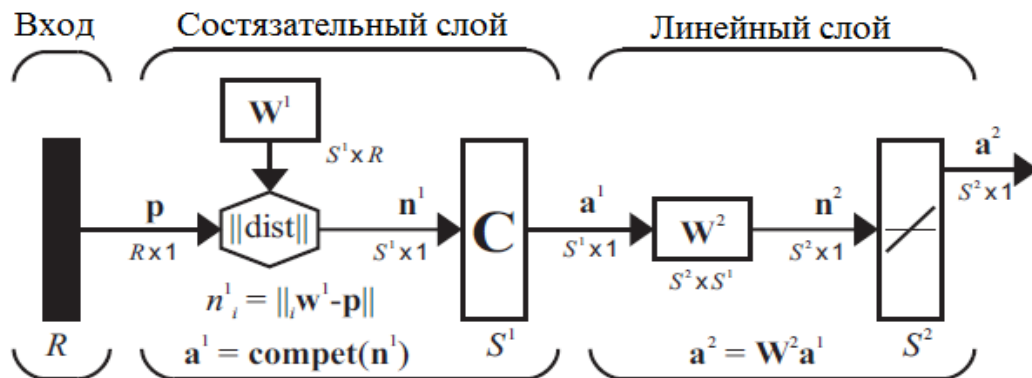 Вход Состязательный слой Линейный слой
W¹
S¹ x R
p ||dist|| n¹ C a¹ W² n² a²
R x 1 S¹ x 1 S¹ x 1 S² x S¹ S² x 1 S² x 1
n¹ᵢ = ||ᵢw¹-p||
R a¹ = compet(n¹) S¹ a² = W²a¹ S²